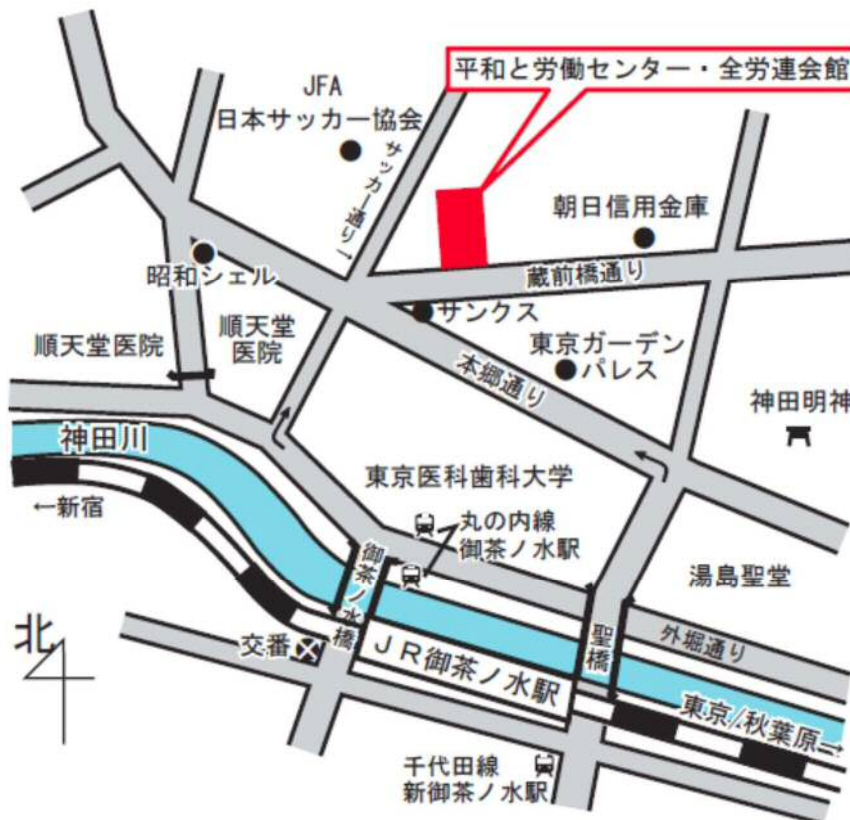 平和と労働センター・全労連会館
JFA
日本サッカー協会
サッカー通り→
朝日信用金庫
昭和シェル
蔵前橋通り
サンクス
順天堂医院
順天堂
医院
東京ガーデン
パレス
本郷通り
神田明神
神田川
東京医科歯科大学
←新宿
丸の内線
御茶ノ水駅
湯島聖堂
御茶ノ水橋
聖橋
外堀通り
北
交番
JR御茶ノ水駅
東京/秋葉原→
千代田線
新御茶ノ水駅